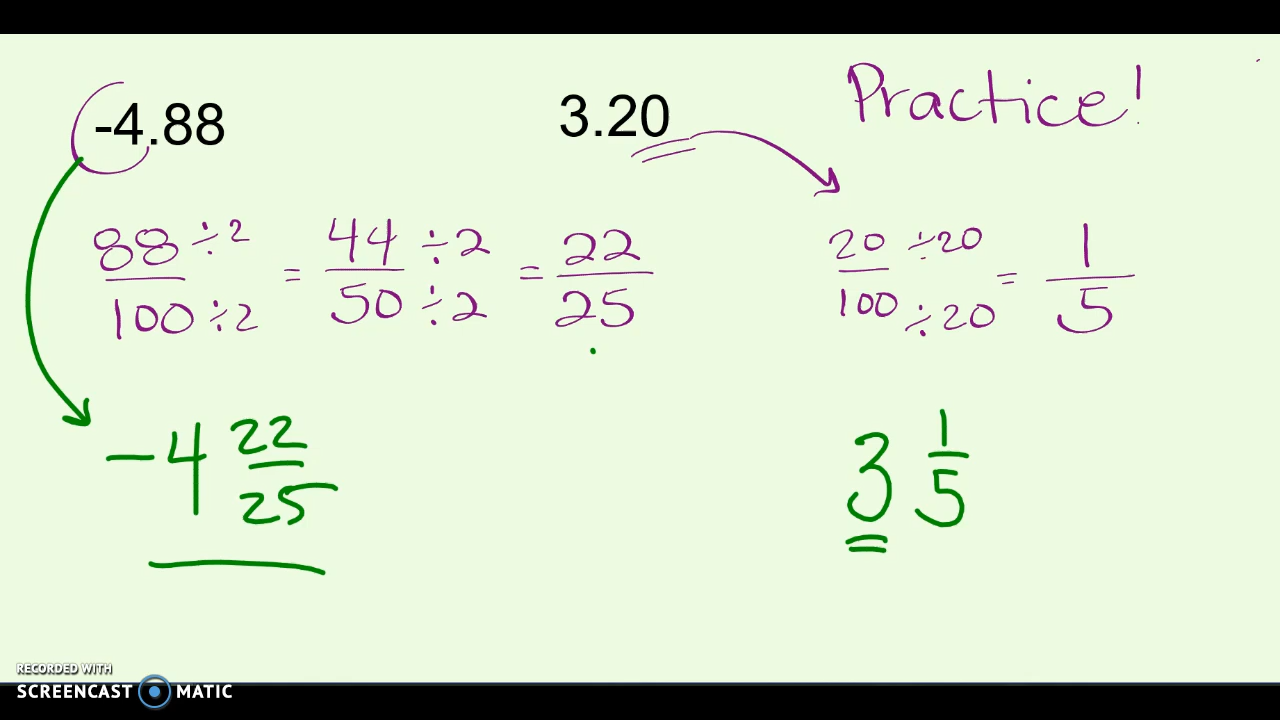 -4.88
3.20
Practice!
88/100 ÷2/÷2 = 44/50 ÷2/÷2 = 22/25
20/100 ÷20/÷20 = 1/5
-4 22/25
3 1/5
RECORDED WITH
SCREENCAST MATIC